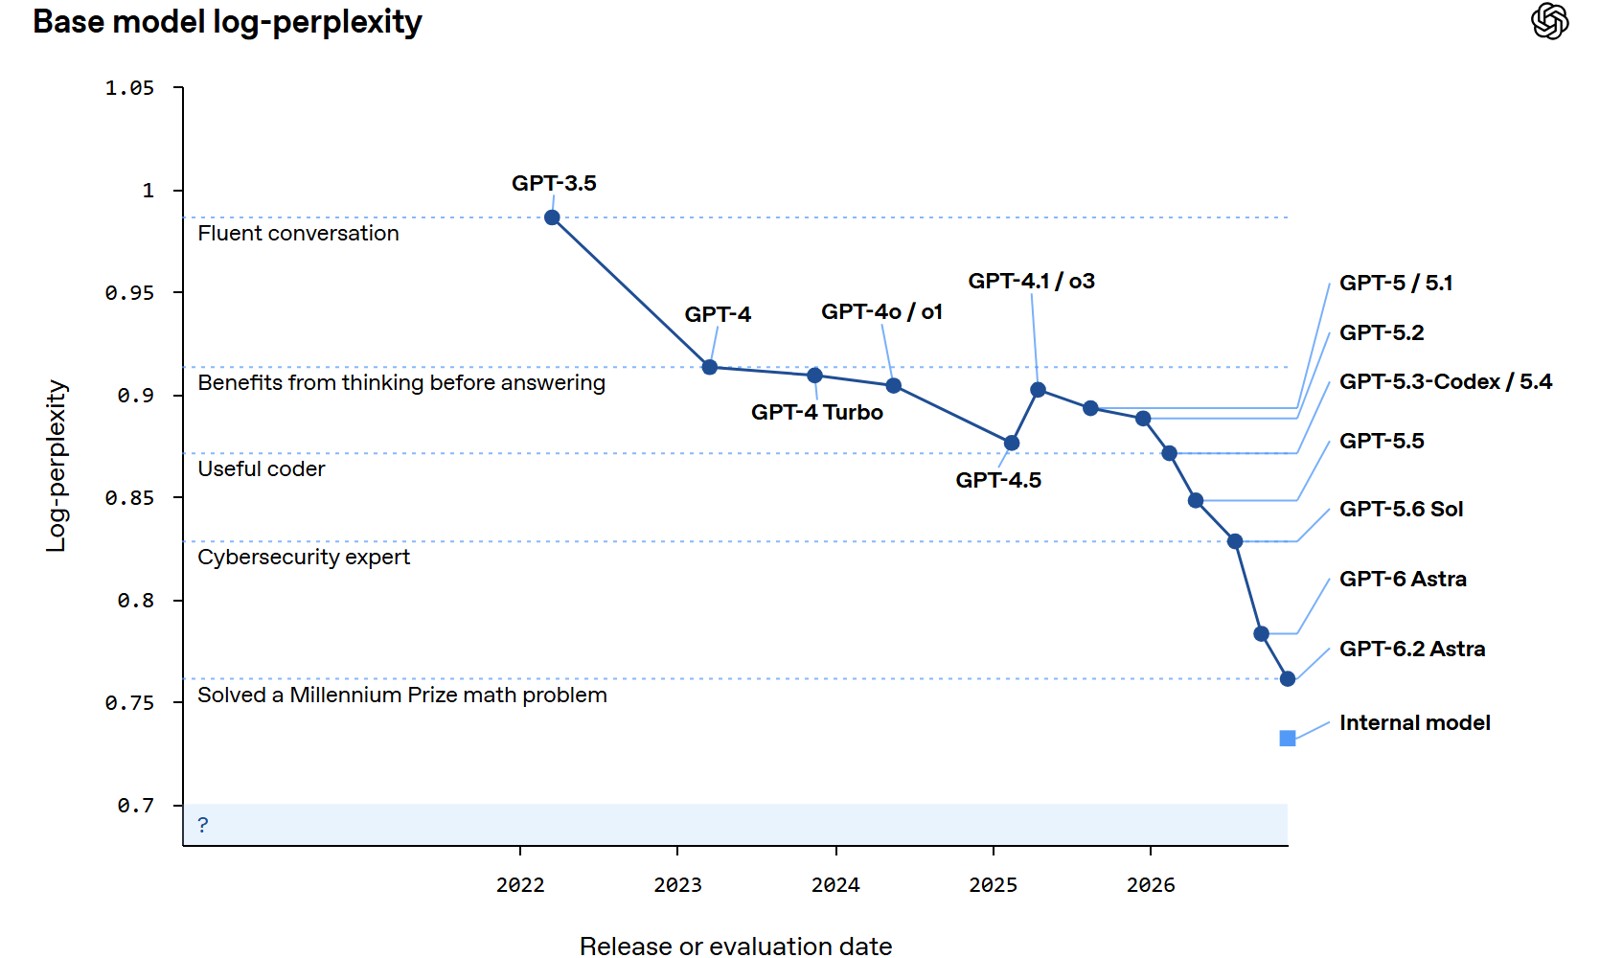 Base model log-perplexity
1.05
1
0.95
0.9
0.85
0.8
0.75
0.7
Log-perplexity
GPT-3.5
Fluent conversation
GPT-4
GPT-4 Turbo
GPT-4o / o1
GPT-4.1 / o3
GPT-4.5
Benefits from thinking before answering
Useful coder
Cybersecurity expert
Solved a Millennium Prize math problem
?
GPT-5 / 5.1
GPT-5.2
GPT-5.3-Codex / 5.4
GPT-5.5
GPT-5.6 Sol
GPT-6 Astra
GPT-6.2 Astra
Internal model
2022
2023
2024
2025
2026
Release or evaluation date